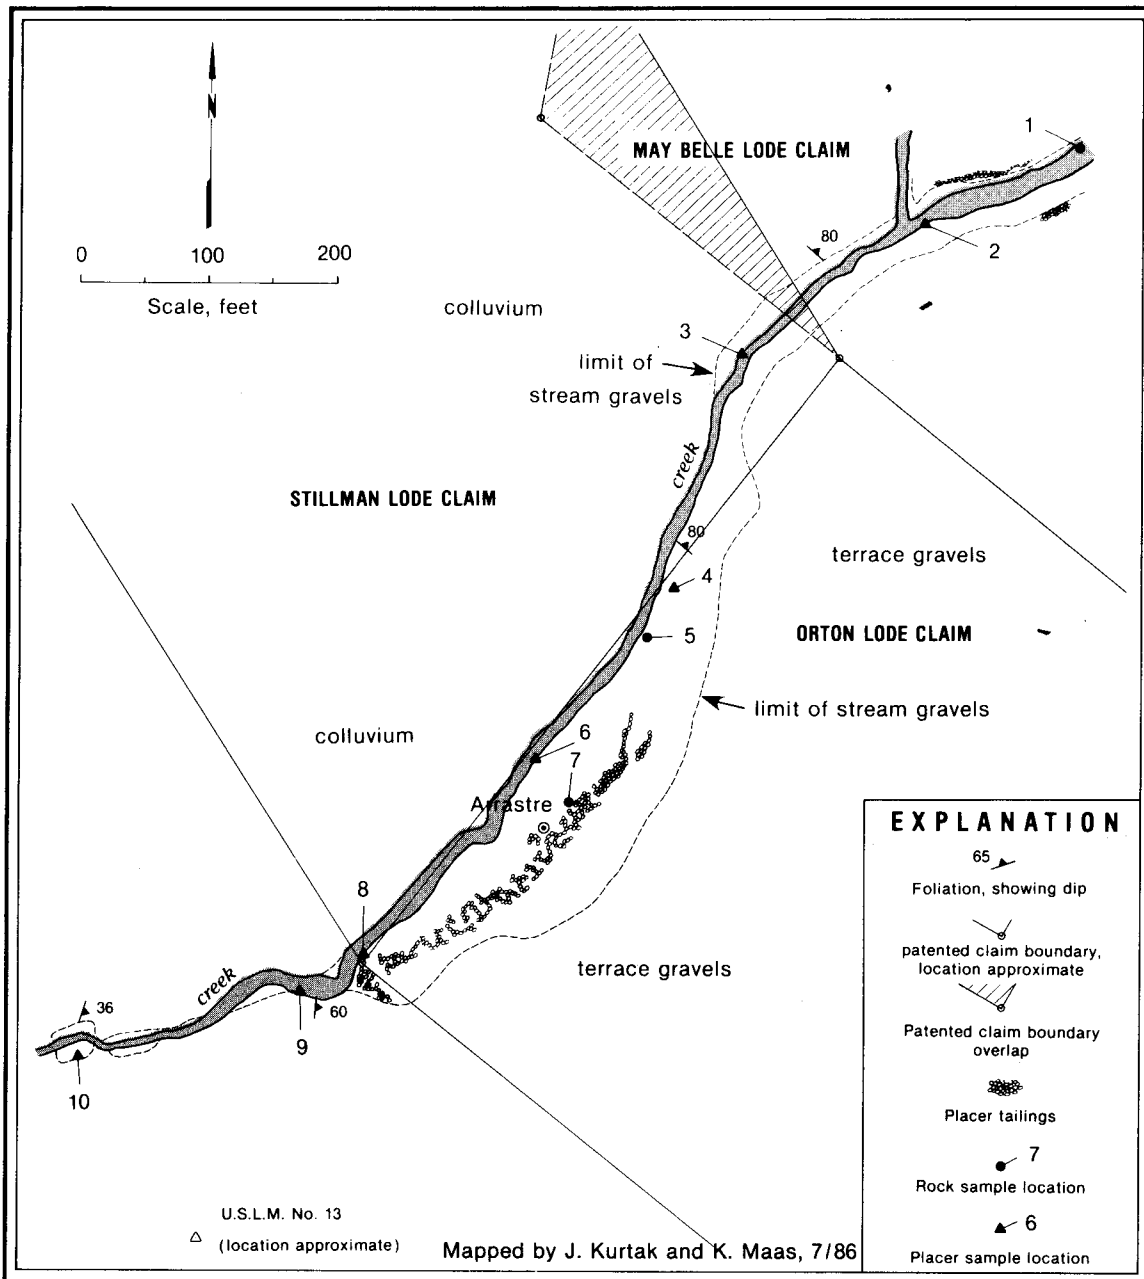 1
N
MAY BELLE LODE CLAIM
2
80
0 100 200
Scale, feet
colluvium
3
limit of
stream gravels
creek
STILLMAN LODE CLAIM
80
terrace gravels
4
ORTON LODE CLAIM
5
limit of stream gravels
colluvium
6
7
Arrastre
8
terrace gravels
creek
36
60
9
10
EXPLANATION
65
Foliation, showing dip
patented claim boundary,
location approximate
Patented claim boundary
overlap
Placer tailings
7
Rock sample location
6
Placer sample location
U.S.L.M. No. 13
(location approximate)
Mapped by J. Kurtak and K. Maas, 7/86